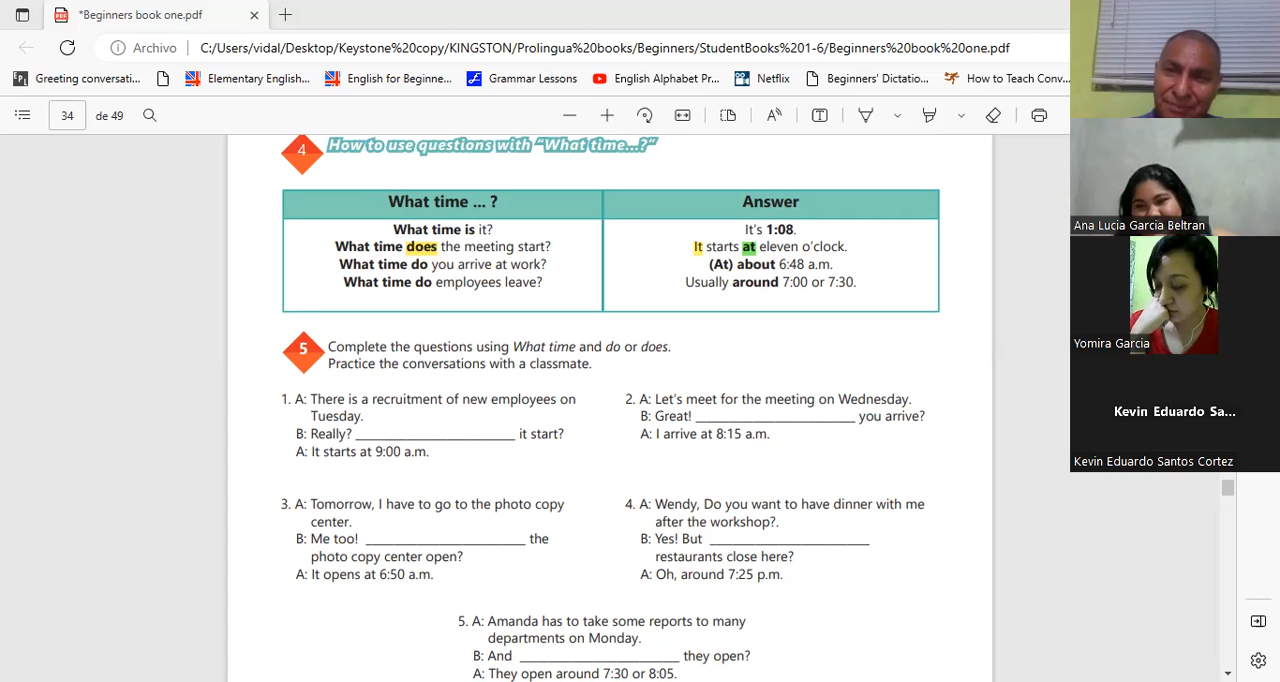 *Beginners book one.pdf
Archivo C:/Users/vidal/Desktop/Keystone%20copy/KINGSTON/Prolingua%20books/Beginners/StudentBooks%201-6/Beginners%20book%20one.pdf
Greeting conversati... Elementary English... English for Beginne... Grammar Lessons English Alphabet Pr... Netflix Beginners' Dictatio... How to Teach Conv...
34 de 49
4 How to use questions with “What time...?”
What time ... ? Answer
What time is it? It’s 1:08.
What time does the meeting start? It starts at eleven o’clock.
What time do you arrive at work? (At) about 6:48 a.m.
What time do employees leave? Usually around 7:00 or 7:30.
5 Complete the questions using What time and do or does.
Practice the conversations with a classmate.
1. A: There is a recruitment of new employees on
Tuesday.
B: Really? ____________________ it start?
A: It starts at 9:00 a.m.
2. A: Let’s meet for the meeting on Wednesday.
B: Great! ____________________ you arrive?
A: I arrive at 8:15 a.m.
3. A: Tomorrow, I have to go to the photo copy
center.
B: Me too! ____________________ the
photo copy center open?
A: It opens at 6:50 a.m.
4. A: Wendy, Do you want to have dinner with me
after the workshop?.
B: Yes! But ____________________
restaurants close here?
A: Oh, around 7:25 p.m.
5. A: Amanda has to take some reports to many
departments on Monday.
B: And ____________________ they open?
A: They open around 7:30 or 8:05.
Ana Lucia Garcia Beltran
Yomira Garcia
Kevin Eduardo Sa...
Kevin Eduardo Santos Cortez